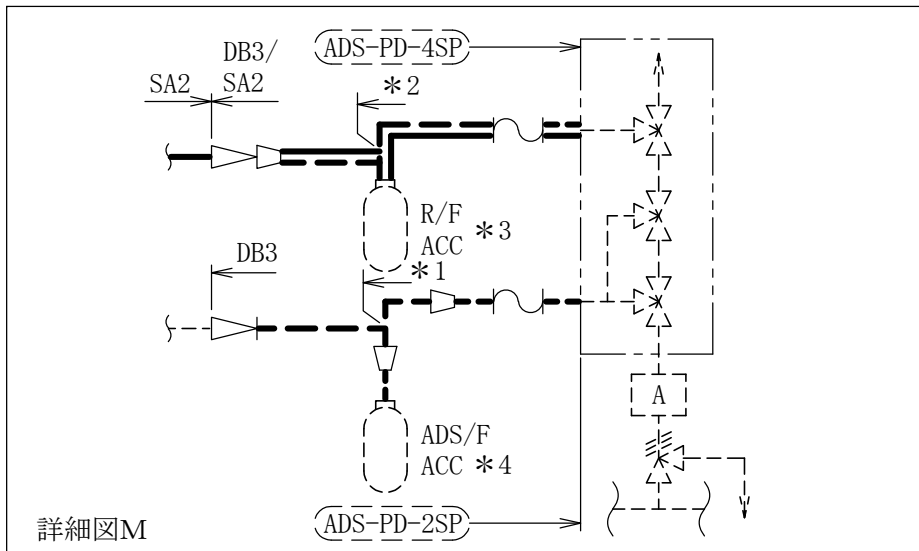 ADS-PD-4SP
DB3/
SA2
SA2
*2
R/F
ACC *3
DB3
*1
A
ADS/F
ACC *4
ADS-PD-2SP
詳細図M